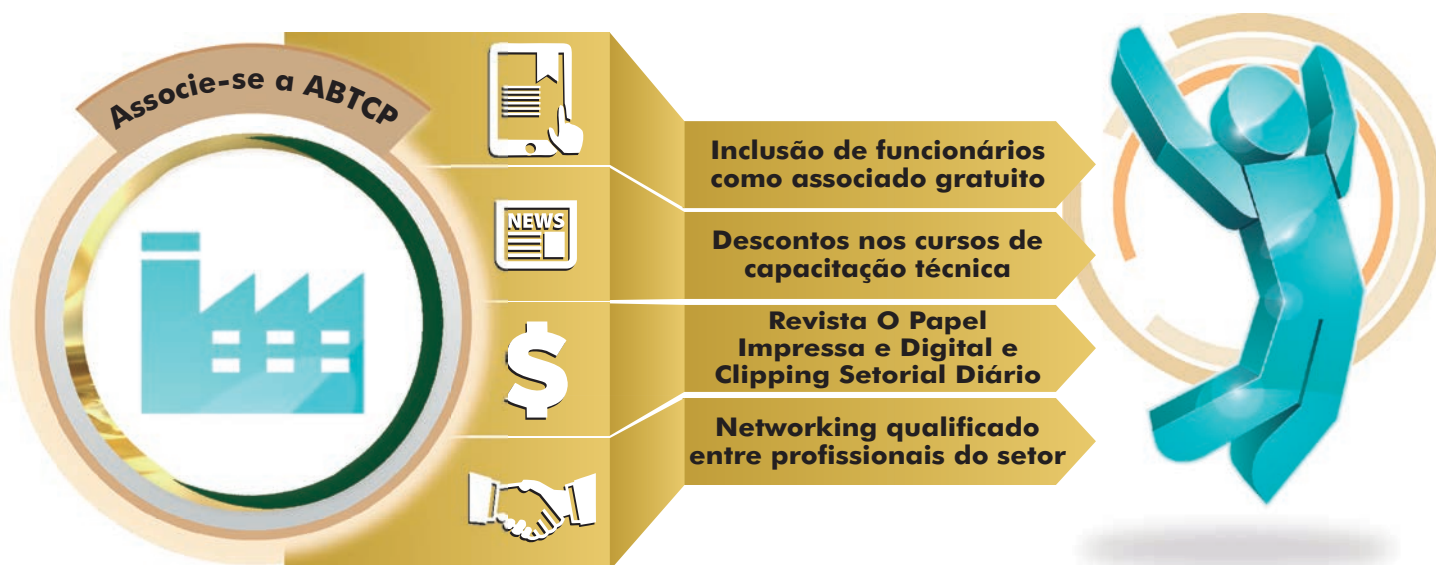 Associe-se a ABTCP
NEWS
$
Inclusão de funcionários
como associado gratuito
Descontos nos cursos de
capacitação técnica
Revista O Papel
Impressa e Digital e
Clipping Setorial Diário
Networking qualificado
entre profissionais do setor